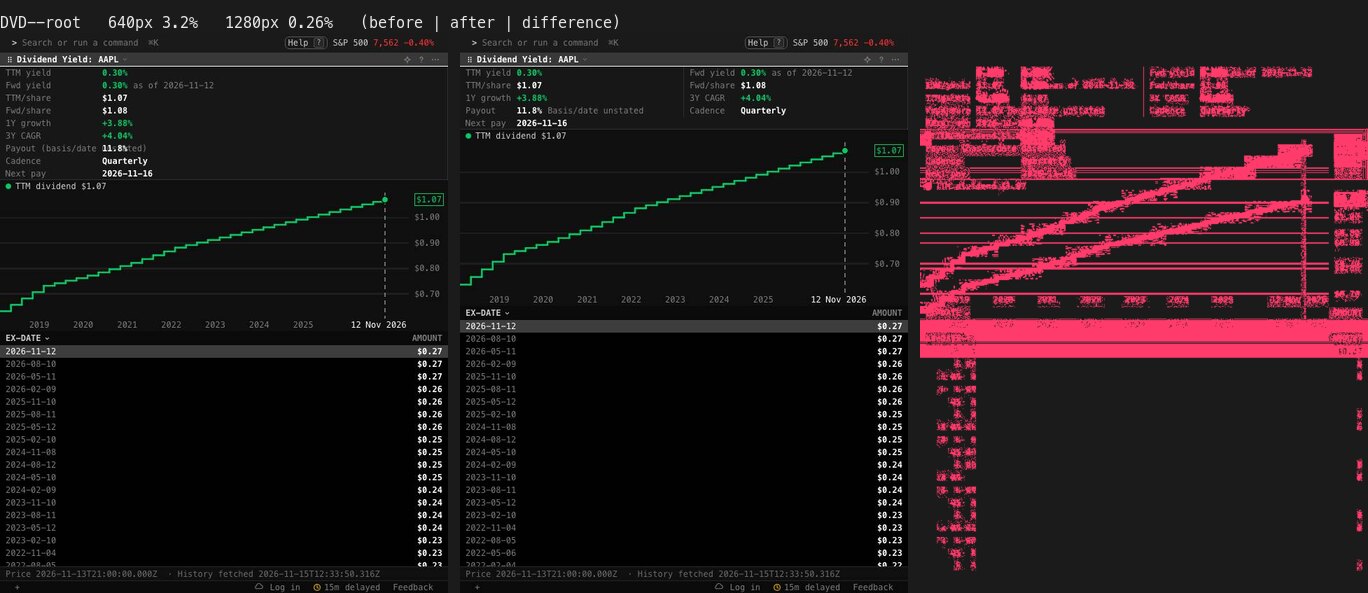 DVD--root 640px 3.2% 1280px 0.26% (before | after | difference)
> Search or run a command ⌘K Help ? S&P 500 7,562 -0.40%
Dividend Yield: AAPL
TTM yield 0.30%
Fwd yield 0.30% as of 2026-11-12
TTM/share $1.07
Fwd/share $1.08
1Y growth +3.88%
3Y CAGR +4.04%
Payout (basis/date 11.8%
Cadence Quarterly
Next pay 2026-11-16
TTM dividend $1.07
$1.07
$1.00
$0.90
$0.80
$0.70
2019 2020 2021 2022 2023 2024 2025 12 Nov 2026
EX-DATE AMOUNT
2026-11-12 $0.27
2026-08-10 $0.27
2026-05-11 $0.27
2026-02-09 $0.26
2025-11-10 $0.26
2025-08-11 $0.26
2025-05-12 $0.26
2025-02-10 $0.25
2024-11-08 $0.25
2024-08-12 $0.25
2024-05-10 $0.25
2024-02-09 $0.24
2023-11-10 $0.24
2023-08-11 $0.24
2023-05-12 $0.24
2023-02-10 $0.23
2022-11-04 $0.23
2022-08-05 $0.23
Price 2026-11-13T21:00:00.000Z · History fetched 2026-11-15T12:33:50.316Z
+ Log in 15m delayed Feedback
> Search or run a command ⌘K Help ? S&P 500 7,562 -0.40%
Dividend Yield: AAPL
TTM yield 0.30% Fwd yield 0.30% as of 2026-11-12
TTM/share $1.07 Fwd/share $1.08
1Y growth +3.88% 3Y CAGR +4.04%
Payout 11.8% Basis/date unstated Cadence Quarterly
Next pay 2026-11-16
TTM dividend $1.07
$1.07
$1.00
$0.90
$0.80
$0.70
2019 2020 2021 2022 2023 2024 2025 12 Nov 2026
EX-DATE AMOUNT
2026-11-12 $0.27
2026-08-10 $0.27
2026-05-11 $0.27
2026-02-09 $0.26
2025-11-10 $0.26
2025-08-11 $0.26
2025-05-12 $0.26
2025-02-10 $0.25
2024-11-08 $0.25
2024-08-12 $0.25
2024-05-10 $0.25
2024-02-09 $0.24
2023-11-10 $0.24
2023-08-11 $0.24
2023-05-12 $0.24
2023-02-10 $0.23
2022-11-04 $0.23
2022-08-05 $0.23
2022-05-06 $0.23
2022-02-04 $0.22
Price 2026-11-13T21:00:00.000Z · History fetched 2026-11-15T12:33:50.316Z
+ Log in 15m delayed Feedback